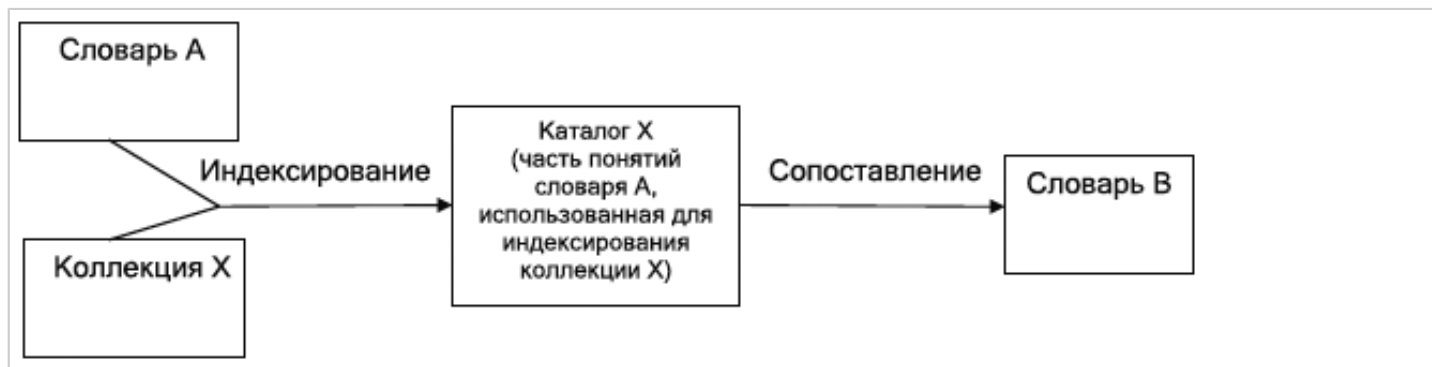 Словарь А
Индексирование
Коллекция X
Каталог X
(часть понятий
словаря А,
использованная для
индексирования
коллекции X)
Сопоставление
Словарь В